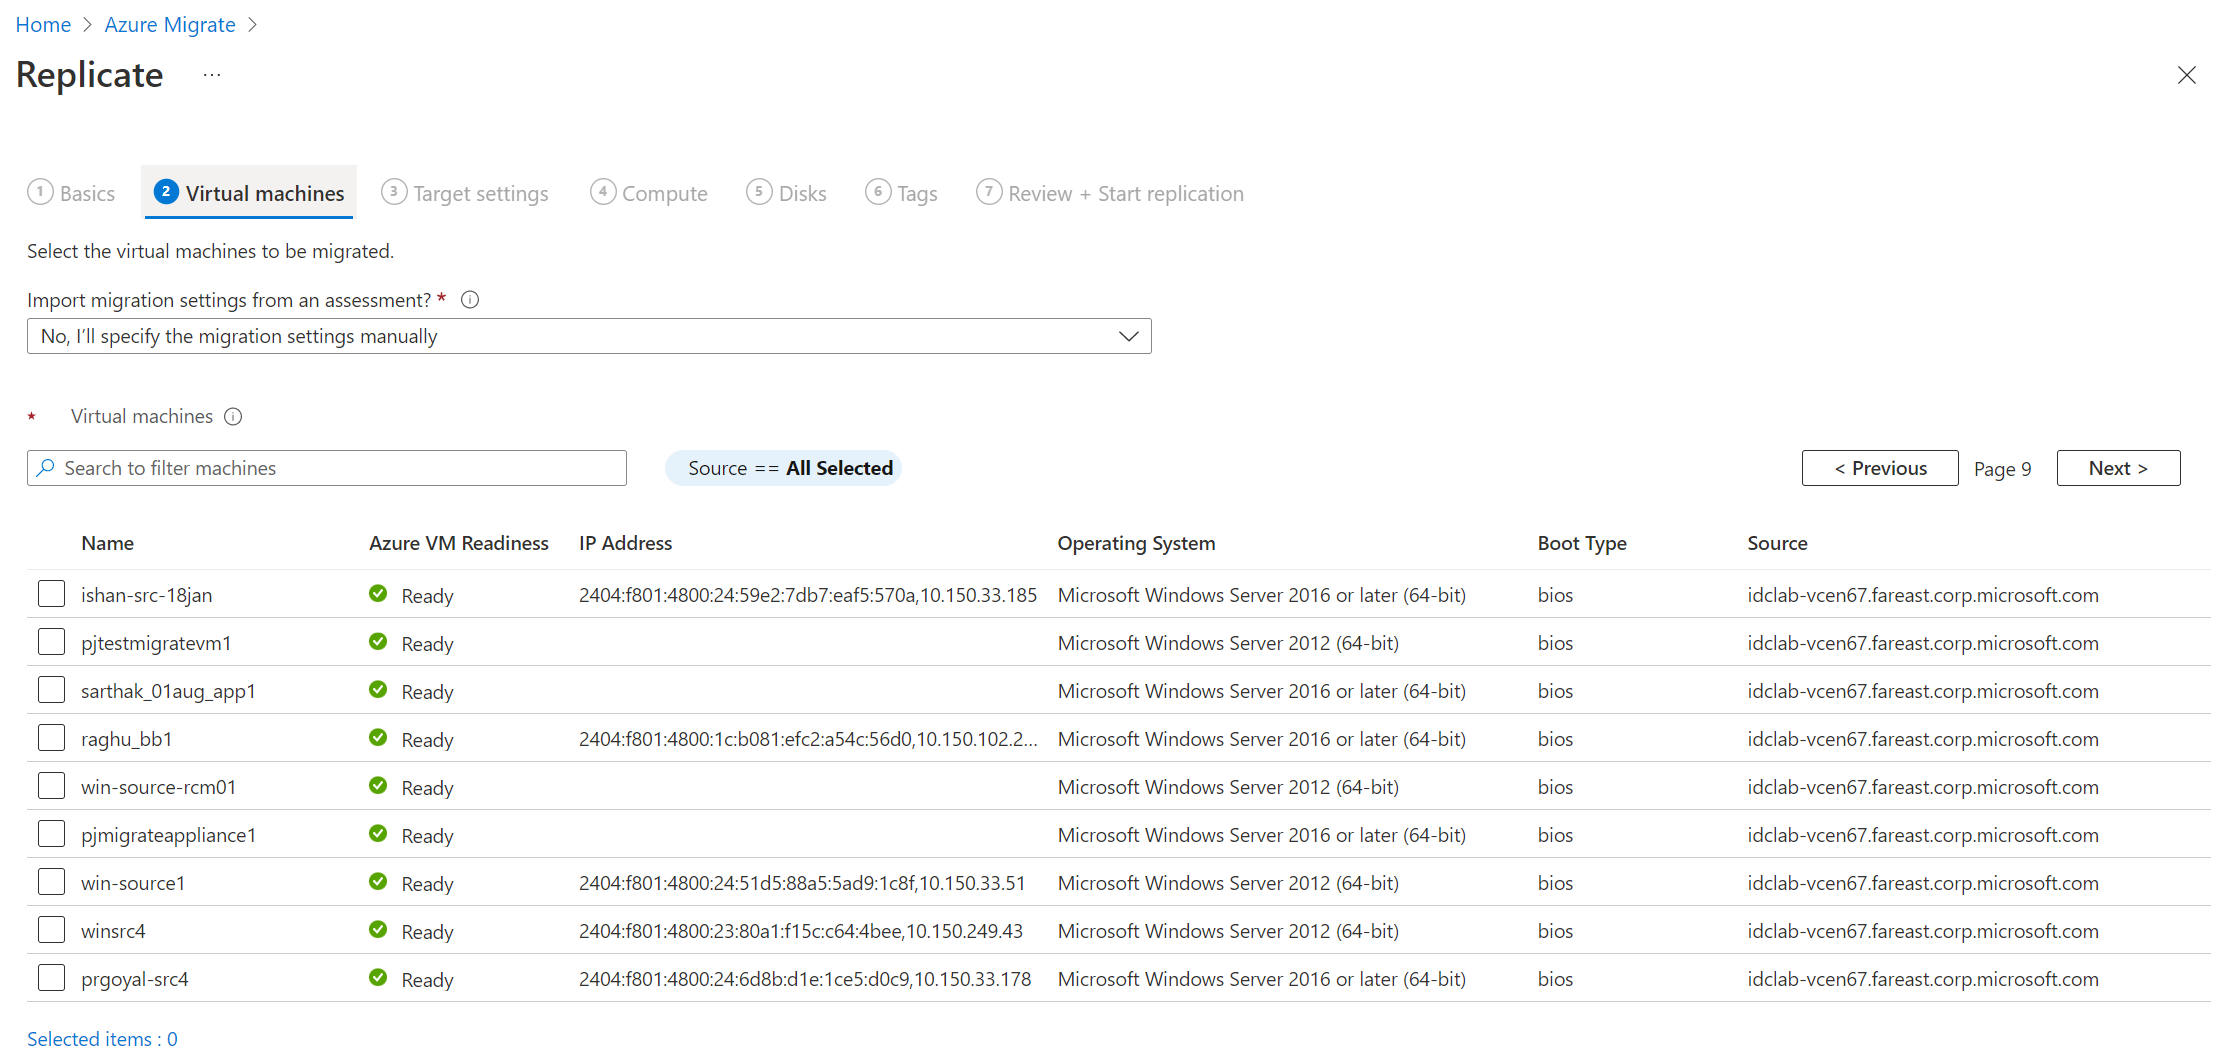 Home > Azure Migrate >
Replicate ...
1 Basics 2 Virtual machines 3 Target settings 4 Compute 5 Disks 6 Tags 7 Review + Start replication
Select the virtual machines to be migrated.
Import migration settings from an assessment? *
No, I'll specify the migration settings manually
* Virtual machines
Search to filter machines Source == All Selected < Previous Page 9 Next >
Name Azure VM Readiness IP Address Operating System Boot Type Source
ishan-src-18jan Ready 2404:f801:4800:24:59e2:7db7:eaf5:570a,10.150.33.185 Microsoft Windows Server 2016 or later (64-bit) bios idclab-vcen67.fareast.corp.microsoft.com
pjtestmigratevm1 Ready Microsoft Windows Server 2012 (64-bit) bios idclab-vcen67.fareast.corp.microsoft.com
sarthak_01aug_app1 Ready Microsoft Windows Server 2016 or later (64-bit) bios idclab-vcen67.fareast.corp.microsoft.com
raghu_bb1 Ready 2404:f801:4800:1c:b081:efc2:a54c:56d0,10.150.102.2... Microsoft Windows Server 2016 or later (64-bit) bios idclab-vcen67.fareast.corp.microsoft.com
win-source-rcm01 Ready Microsoft Windows Server 2012 (64-bit) bios idclab-vcen67.fareast.corp.microsoft.com
pjmigrateappliance1 Ready Microsoft Windows Server 2016 or later (64-bit) bios idclab-vcen67.fareast.corp.microsoft.com
win-source1 Ready 2404:f801:4800:24:51d5:88a5:5ad9:1c8f,10.150.33.51 Microsoft Windows Server 2012 (64-bit) bios idclab-vcen67.fareast.corp.microsoft.com
winsrc4 Ready 2404:f801:4800:23:80a1:f15c:c64:4bee,10.150.249.43 Microsoft Windows Server 2012 (64-bit) bios idclab-vcen67.fareast.corp.microsoft.com
prgoyal-src4 Ready 2404:f801:4800:24:6d8b:d1e:1ce5:d0c9,10.150.33.178 Microsoft Windows Server 2016 or later (64-bit) bios idclab-vcen67.fareast.corp.microsoft.com
Selected items : 0